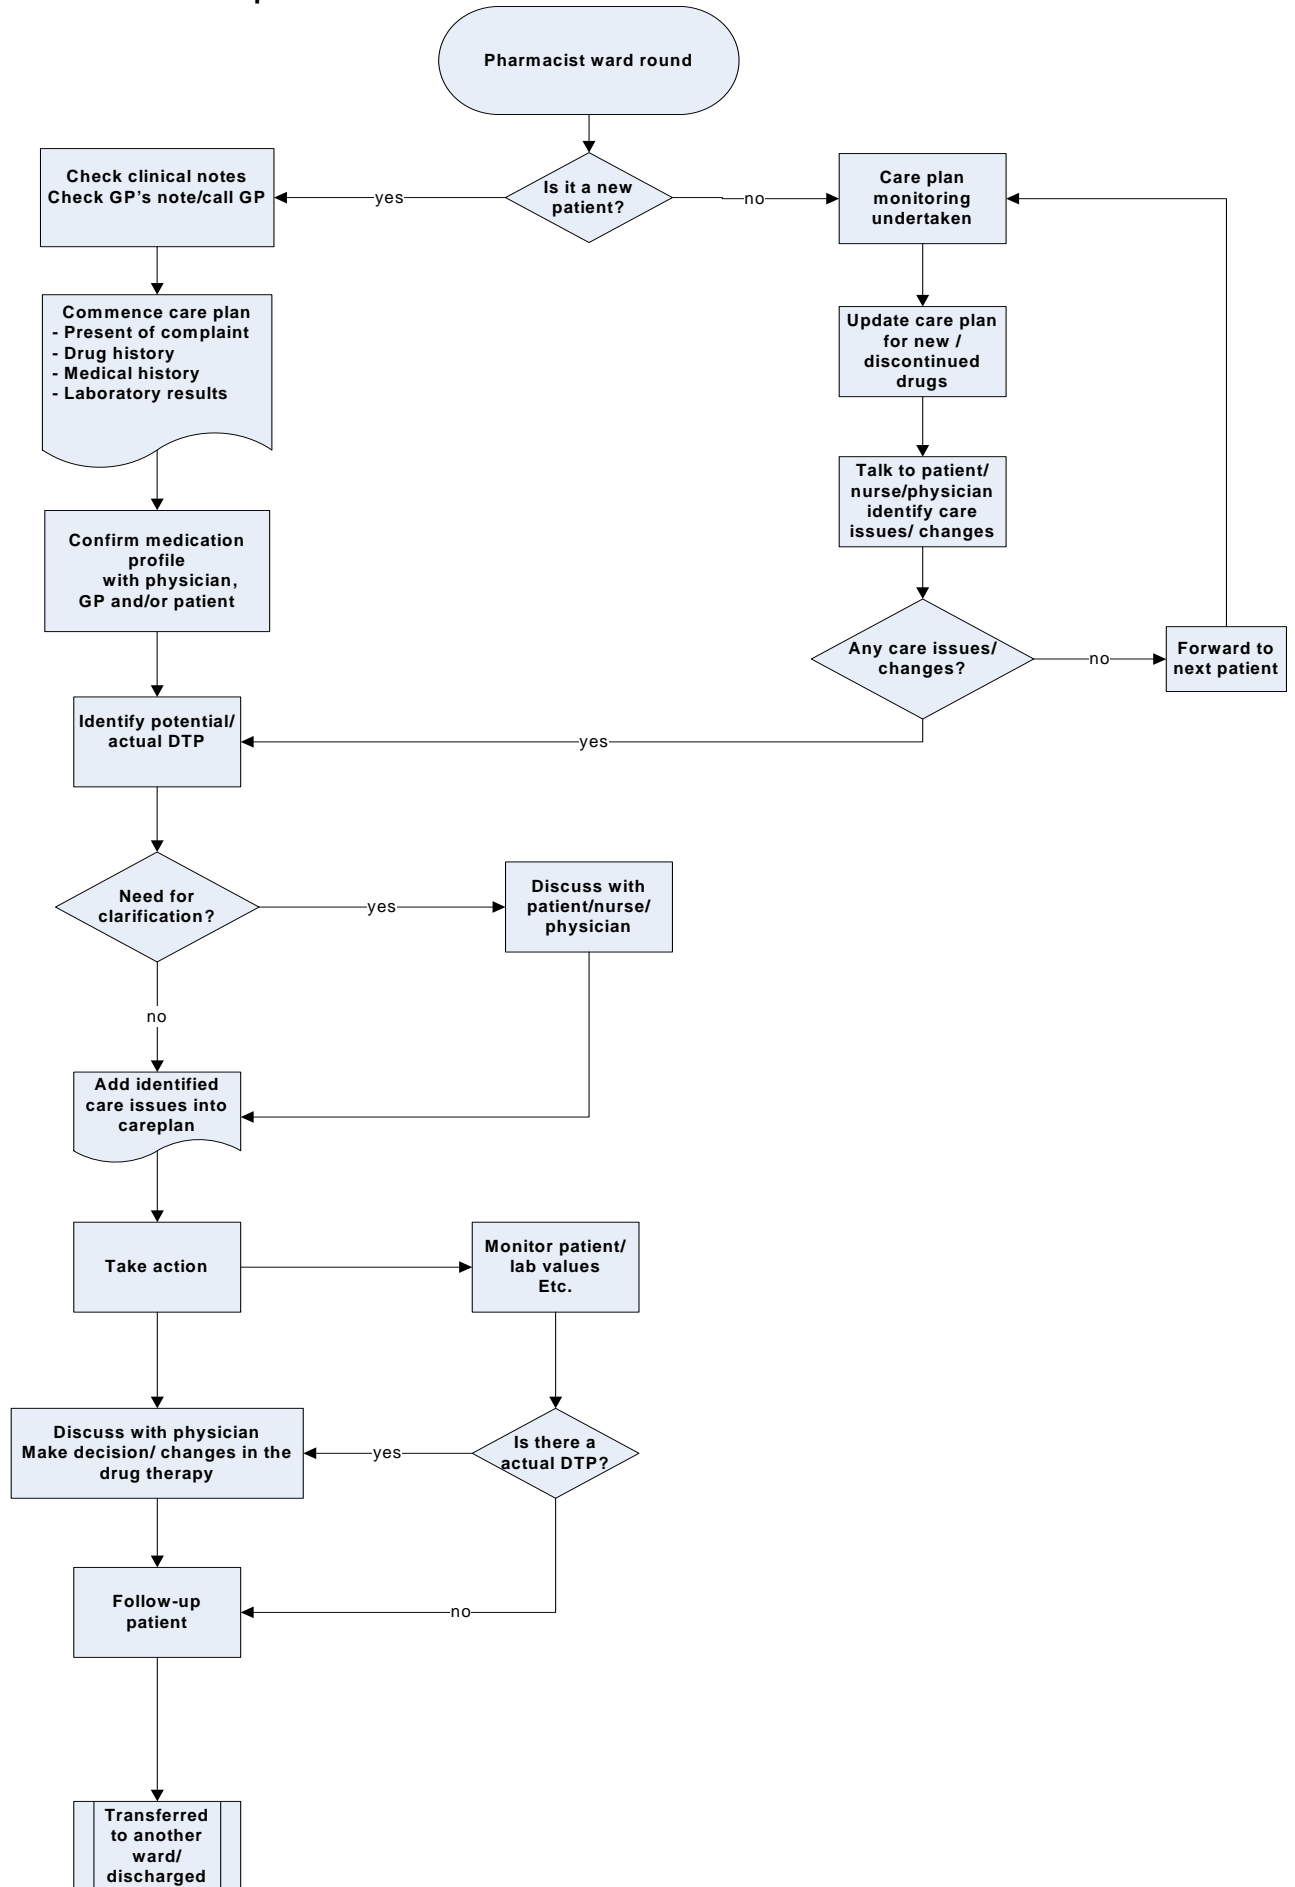 Pharmacist ward round
Is it a new
patient?
yes
no
Check clinical notes
Check GP's note/call GP
Care plan
monitoring
undertaken
Commence care plan
- Present of complaint
- Drug history
- Medical history
- Laboratory results
Update care plan
for new /
discontinued
drugs
Talk to patient/
nurse/physician
identify care
issues/ changes
Confirm medication
profile
with physician,
GP and/or patient
Any care issues/
changes?
no
Forward to
next patient
yes
Identify potential/
actual DTP
Need for
clarification?
yes
Discuss with
patient/nurse/
physician
no
Add identified
care issues into
careplan
Take action
Monitor patient/
lab values
Etc.
Discuss with physician
Make decision/ changes in the
drug therapy
yes
Is there a
actual DTP?
Follow-up
patient
no
Transferred
to another
ward/
discharged